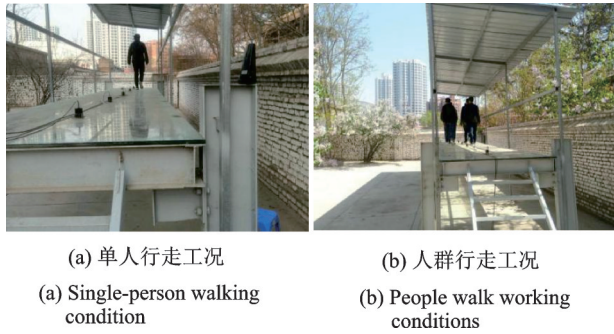 (a) 单人行走工况
(a) Single-person walking
condition
(b) 人群行走工况
(b) People walk working
conditions